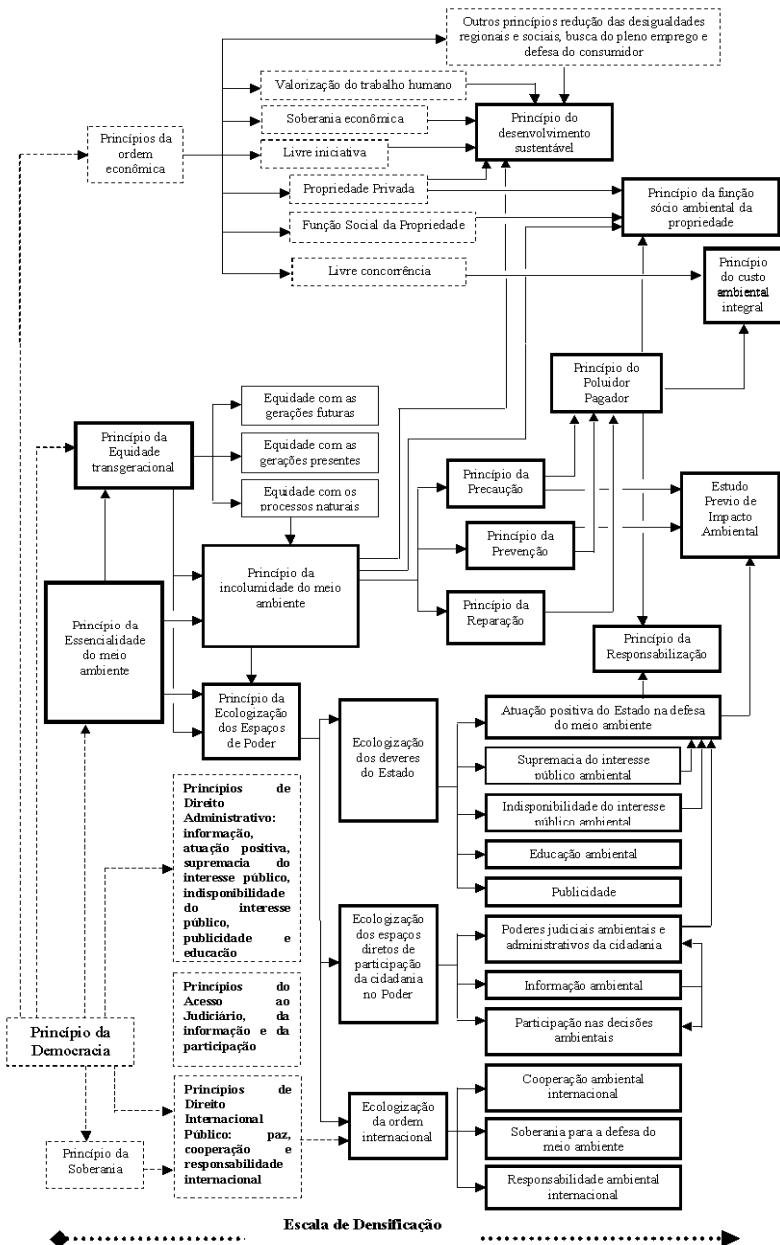 Outros princípios redução das desigualdades
regionais e sociais, busca do pleno emprego e
defesa do consumidor
Valorização do trabalho humano
Soberania econômica
Livre iniciativa
Propriedade Privada
Função Social da Propriedade
Livre concorrência
Princípios da
ordem
econômica
Princípio do
desenvolvimento
sustentável
Princípio da função
sócio ambiental da
propriedade
Princípio
do custo
ambiental
integral
Princípio do
Poluidor
Pagador
Equidade com as
gerações futuras
Equidade com as
gerações presentes
Equidade com os
processos naturais
Princípio da
Equidade
transgeracional
Princípio da
Precaução
Princípio da
Prevenção
Princípio da
Reparação
Estudo
Previo de
Impacto
Ambiental
Princípio da
incolumidade do meio
ambiente
Princípio da
Essencialidade
do meio
ambiente
Princípio da
Responsabilização
Princípio da
Ecologização
dos Espaços
de Poder
Ecologização
dos deveres
do Estado
Atuação positiva do Estado na defesa
do meio ambiente
Supremacia do interesse
público ambiental
Indisponibilidade do interesse
público ambiental
Educação ambiental
Publicidade
Princípios de
Direito
Administrativo:
informação,
atuação positiva,
supremacia do
interesse público,
indisponibilidade
do interesse
público,
publicidade e
educação
Ecologização
dos espaços
diretos de
participação
da cidadania
no Poder
Poderes judiciais ambientais e
administrativos da cidadania
Informação ambiental
Participação nas decisões
ambientais
Princípios do
Acesso ao
Judiciário, da
informação e da
participação
Princípio da
Democracia
Princípios de
Direito
Internacional
Público: paz,
cooperação e
responsabilidade
internacional
Princípio da
Soberania
Ecologização
da ordem
internacional
Cooperação ambiental
internacional
Soberania para a defesa do
meio ambiente
Responsabilidade ambiental
internacional
Escala de Densificação